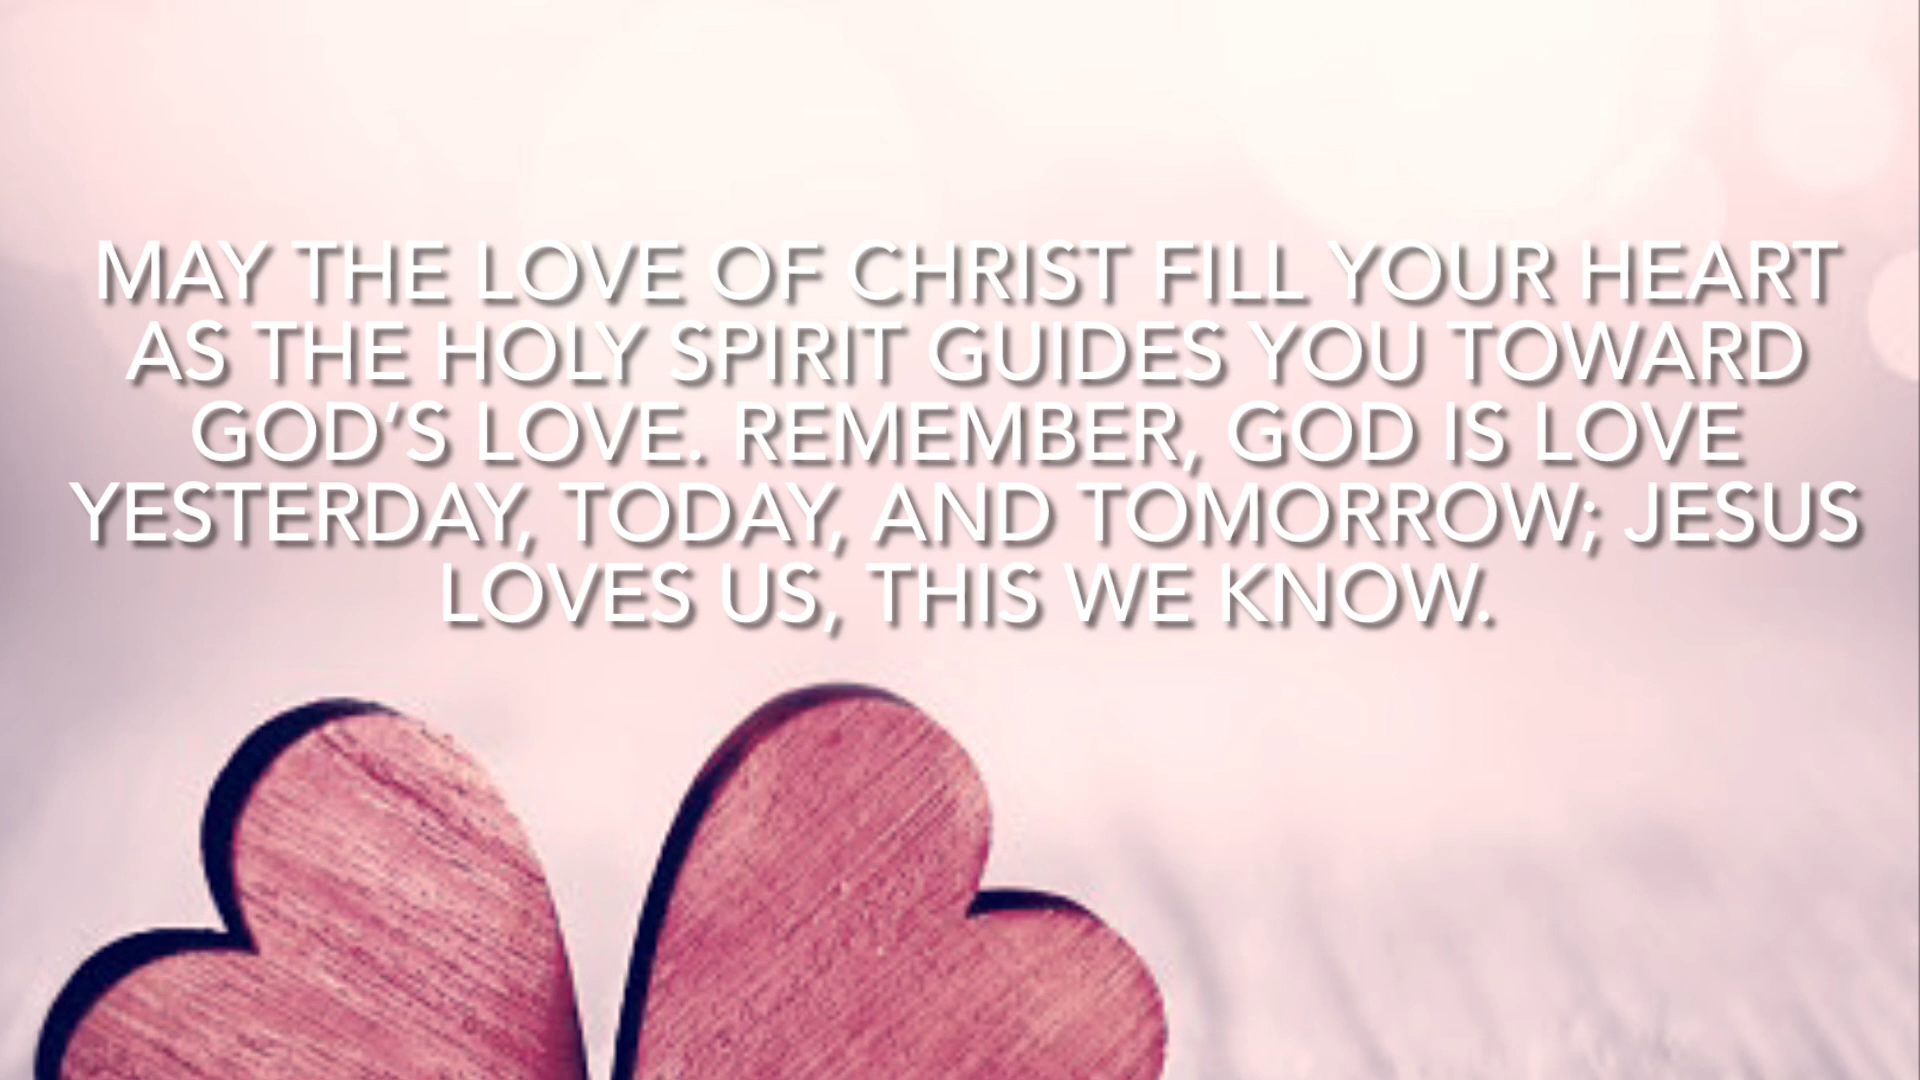 MAY THE LOVE OF CHRIST FILL YOUR HEART
AS THE HOLY SPIRIT GUIDES YOU TOWARD
GOD’S LOVE. REMEMBER, GOD IS LOVE
YESTERDAY, TODAY, AND TOMORROW; JESUS
LOVES US, THIS WE KNOW.